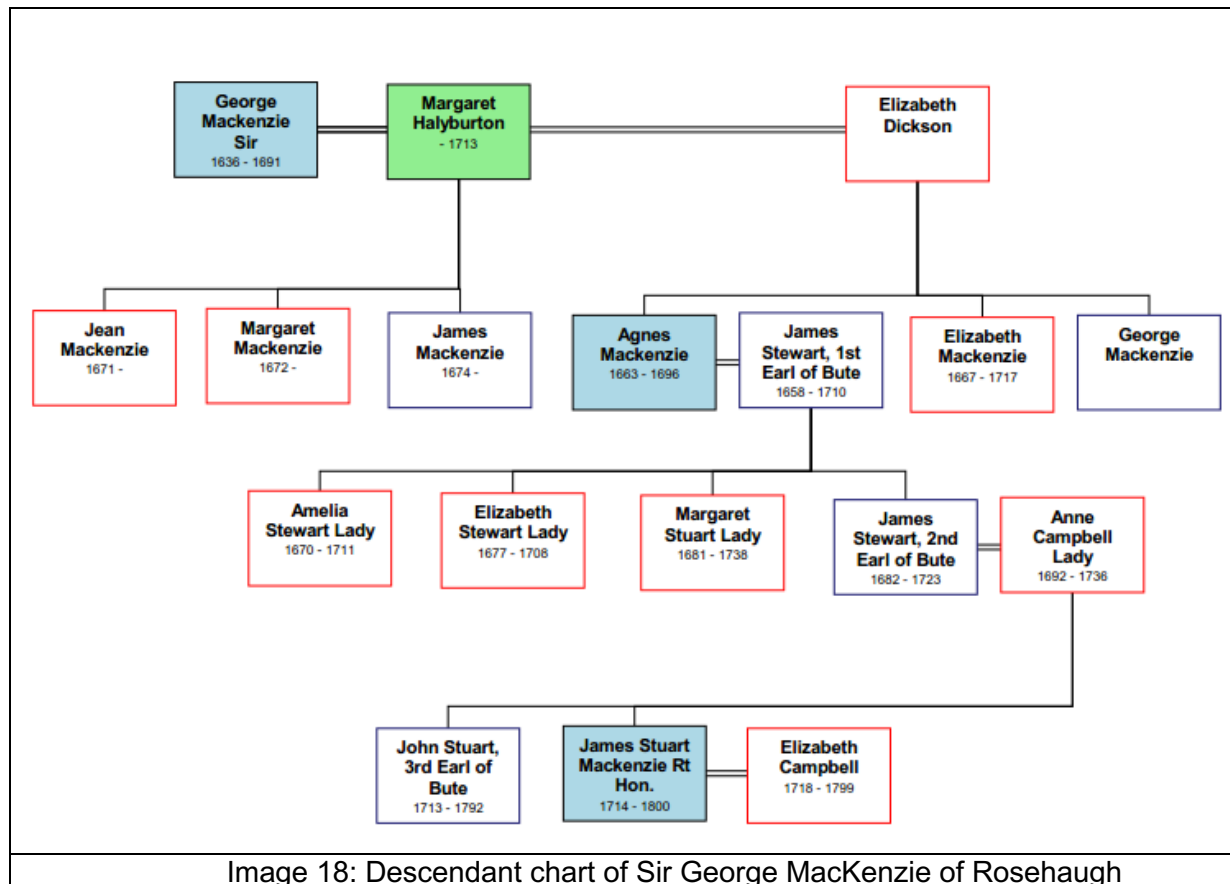 George
Mackenzie
Sir
1636 - 1691
Margaret
Halyburton
- 1713
Elizabeth
Dickson
Jean
Mackenzie
1671 -
Margaret
Mackenzie
1672 -
James
Mackenzie
1674 -
Agnes
Mackenzie
1663 - 1696
James
Stewart, 1st
Earl of Bute
1658 - 1710
Elizabeth
Mackenzie
1667 - 1717
George
Mackenzie
Amelia
Stewart Lady
1670 - 1711
Elizabeth
Stewart Lady
1677 - 1708
Margaret
Stuart Lady
1681 - 1738
James
Stewart, 2nd
Earl of Bute
1682 - 1723
Anne
Campbell
Lady
1692 - 1736
John Stuart,
3rd Earl of
Bute
1713 - 1792
James Stuart
Mackenzie Rt
Hon.
1714 - 1800
Elizabeth
Campbell
1718 - 1799
Image 18: Descendant chart of Sir George MacKenzie of Rosehaugh